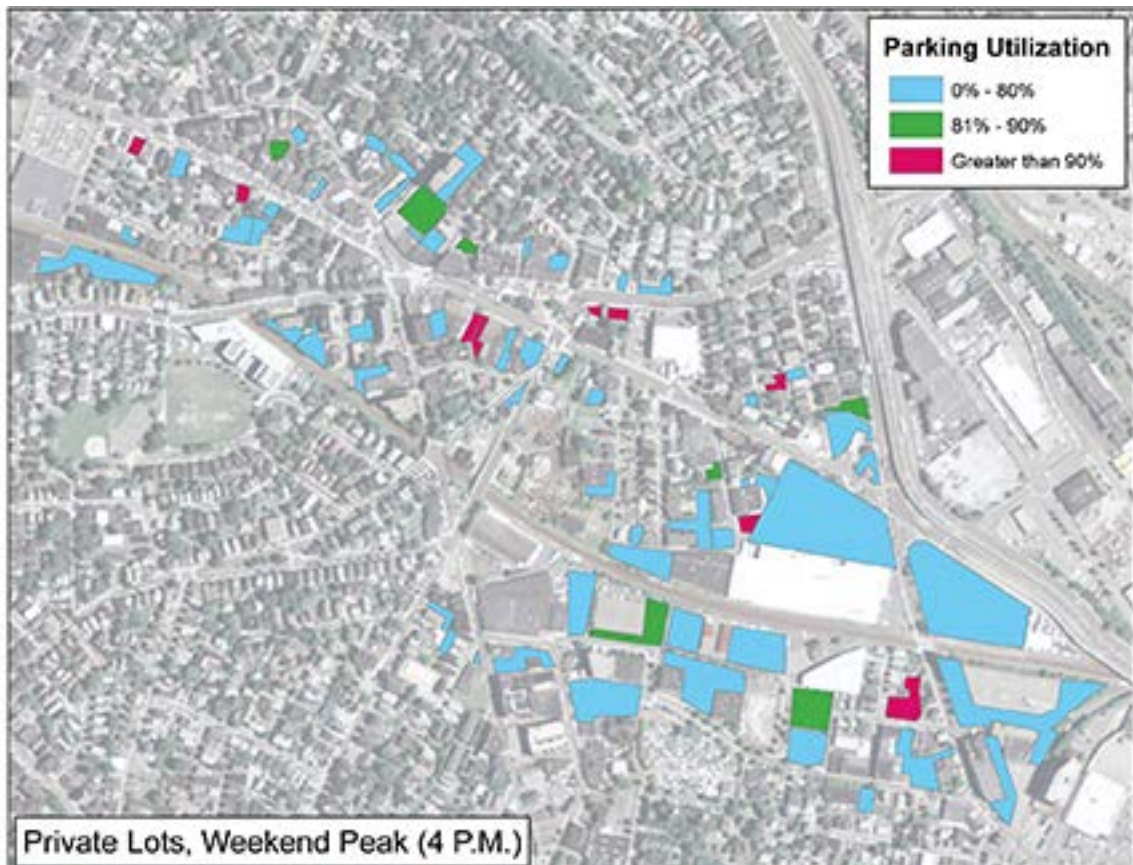 Parking Utilization
0% - 80%
81% - 90%
Greater than 90%
Private Lots, Weekend Peak (4 P.M.)